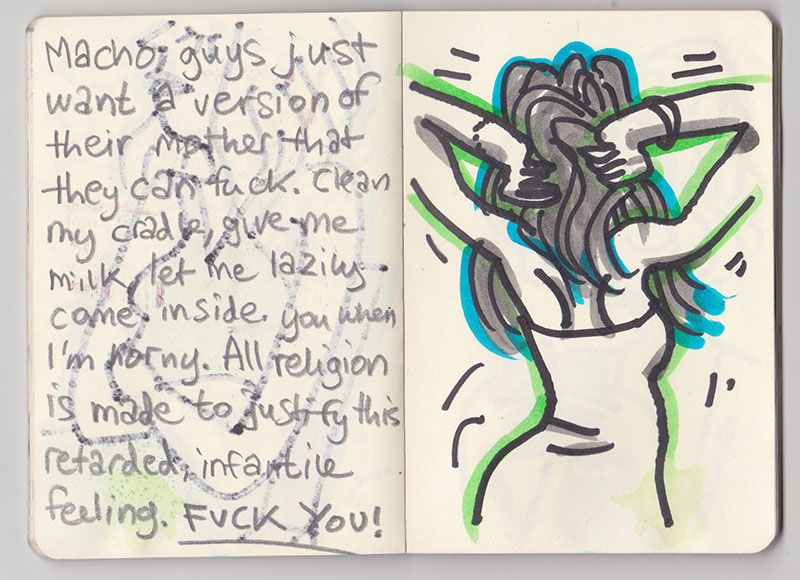 Macho guys just
want a version of
their mother that
they can fuck. Clean
my cradle, give me
milk, let me lazily
come inside you when
I'm horny. All religion
is made to justify this
retarded, infantile
feeling. FUCK YOU!